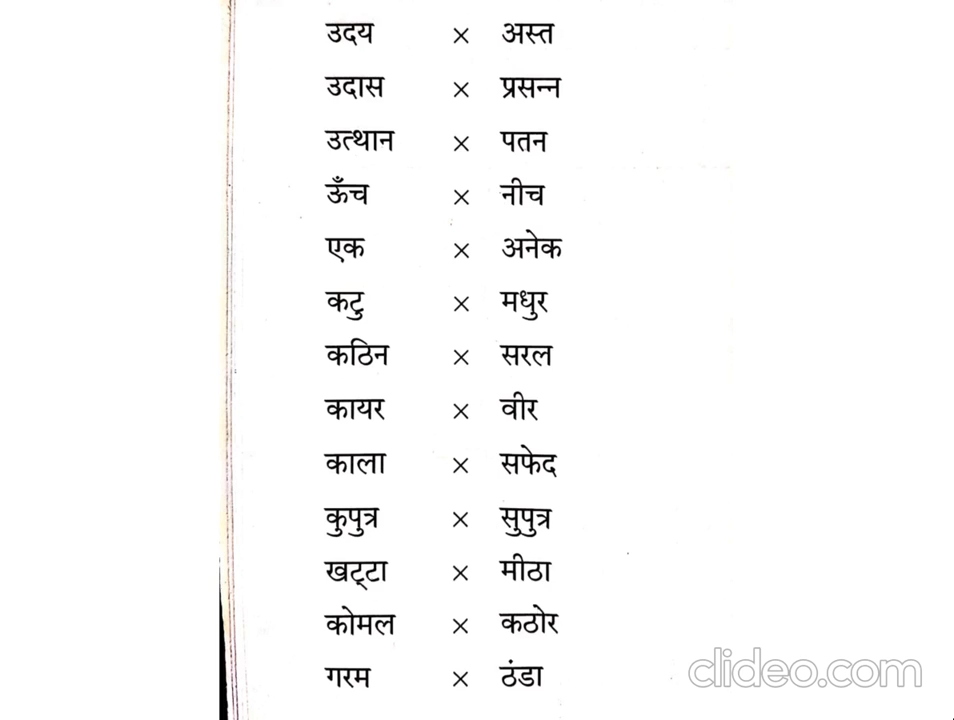 उदय × अस्त
उदास × प्रसन्न
उत्थान × पतन
ऊँच × नीच
एक × अनेक
कटु × मधुर
कठिन × सरल
कायर × वीर
काला × सफेद
कुपुत्र × सुपुत्र
खट्‌टा × मीठा
कोमल × कठोर
गरम × ठंडा
clideo.com